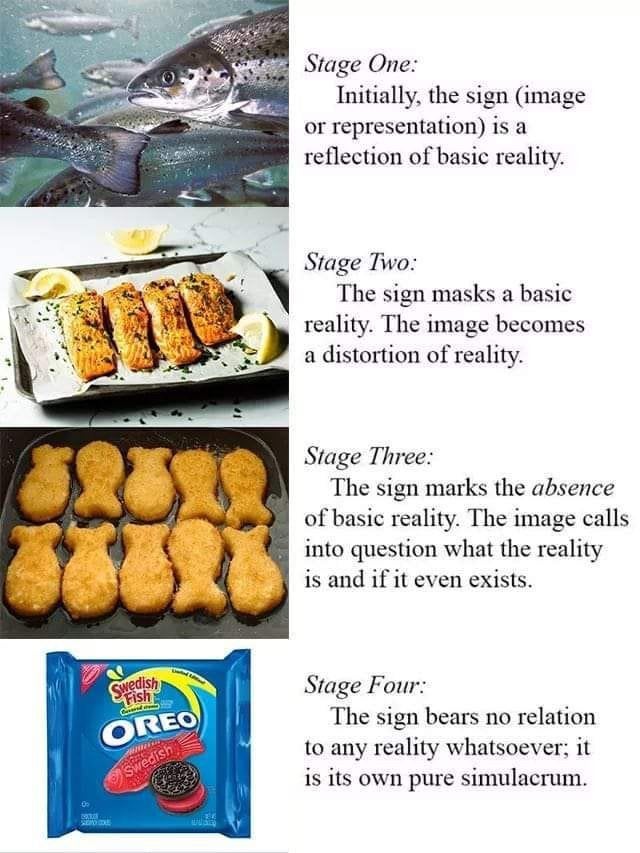 Stage One:
Initially, the sign (image
or representation) is a
reflection of basic reality.
Stage Two:
The sign masks a basic
reality. The image becomes
a distortion of reality.
Stage Three:
The sign marks the absence
of basic reality. The image calls
into question what the reality
is and if it even exists.
Limited Edition!
Swedish
Fish
OREO
Swedish
Stage Four:
The sign bears no relation
to any reality whatsoever; it
is its own pure simulacrum.